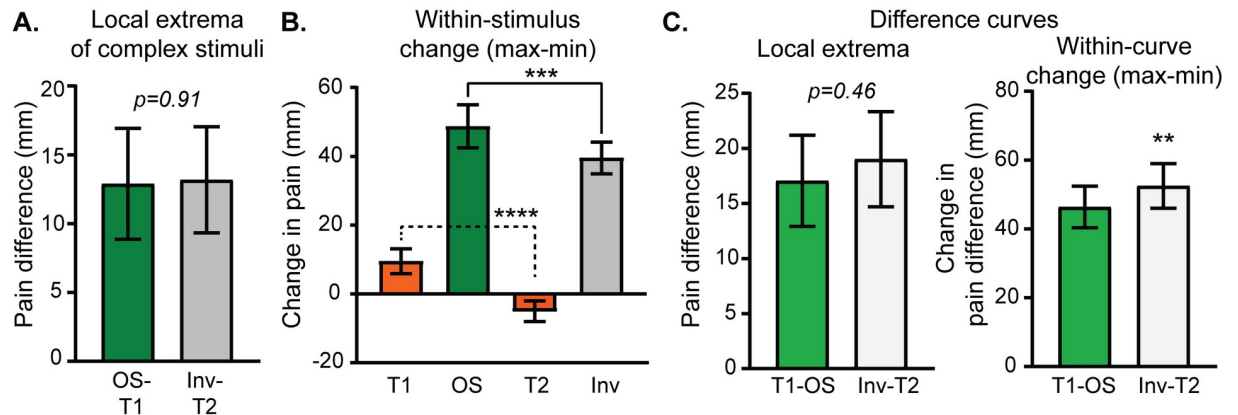 A.
Local extrema
of complex stimuli
Pain difference (mm)
20
15
10
5
0
p=0.91
OS-
T1
Inv-
T2
B.
Within-stimulus
change (max-min)
Change in pain (mm)
60
40
20
0
-20
***
****
T1 OS T2 Inv
C.
Difference curves
Local extrema
Pain difference (mm)
25
20
15
10
5
0
p=0.46
T1-OS Inv-T2
Within-curve
change (max-min)
Change in
pain difference (mm)
80
60
40
20
0
**
T1-OS Inv-T2